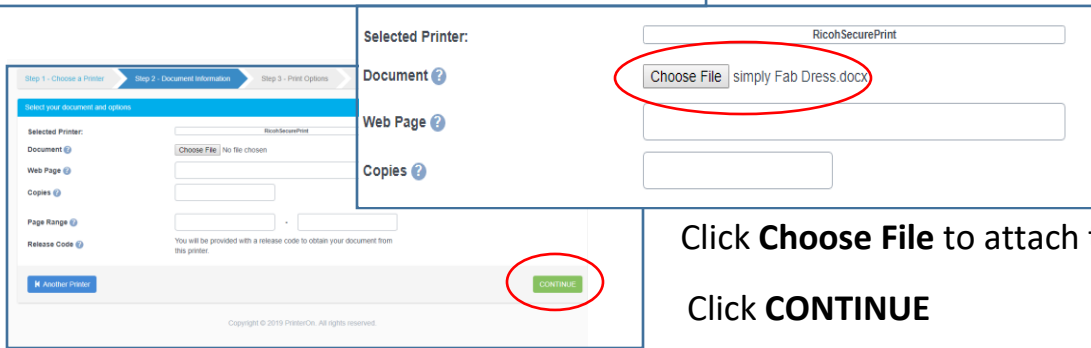 Selected Printer: RicohSecurePrint
Document ? Choose File simply Fab Dress.docx
Web Page ?
Copies ?
Step 1 - Choose a Printer Step 2 - Document Information Step 3 - Print Options
Select your document and options
Selected Printer: RicohSecurePrint
Document ? Choose File No file chosen
Web Page ?
Copies ?
Page Range ? -
Release Code ? You will be provided with a release code to obtain your document from
this printer.
Another Printer CONTINUE
Copyright © 2019 PrinterOn. All rights reserved.
Click Choose File to attach
Click CONTINUE